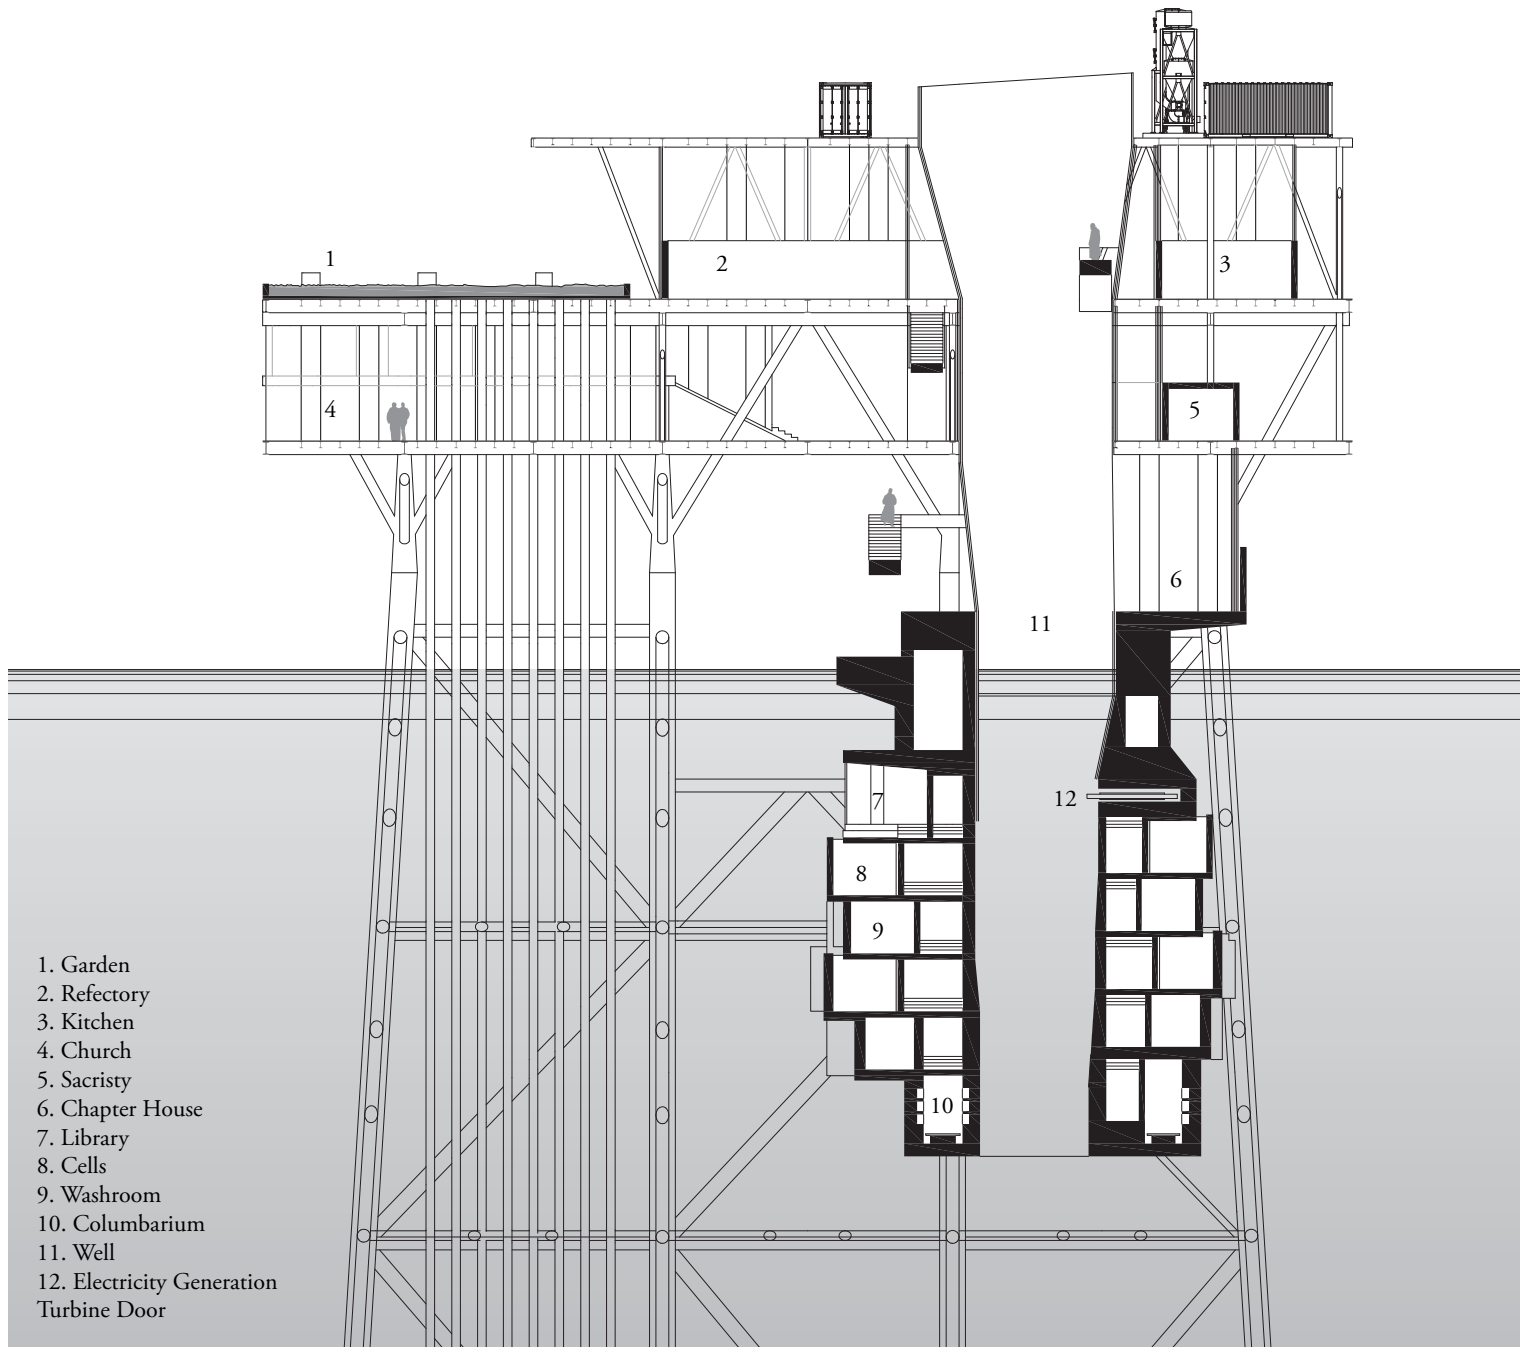 1
2
3
4
5
6
11
12
7
8
9
10
1. Garden
2. Refectory
3. Kitchen
4. Church
5. Sacristy
6. Chapter House
7. Library
8. Cells
9. Washroom
10. Columbarium
11. Well
12. Electricity Generation
Turbine Door